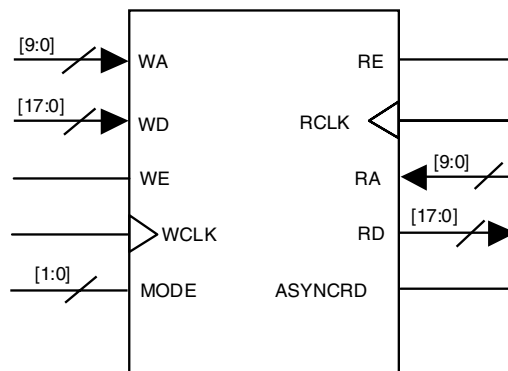 [9:0]
WA
RE
[17:0]
WD
RCLK
[9:0]
WE
RA
[17:0]
WCLK
RD
[1:0]
MODE
ASYNCRD